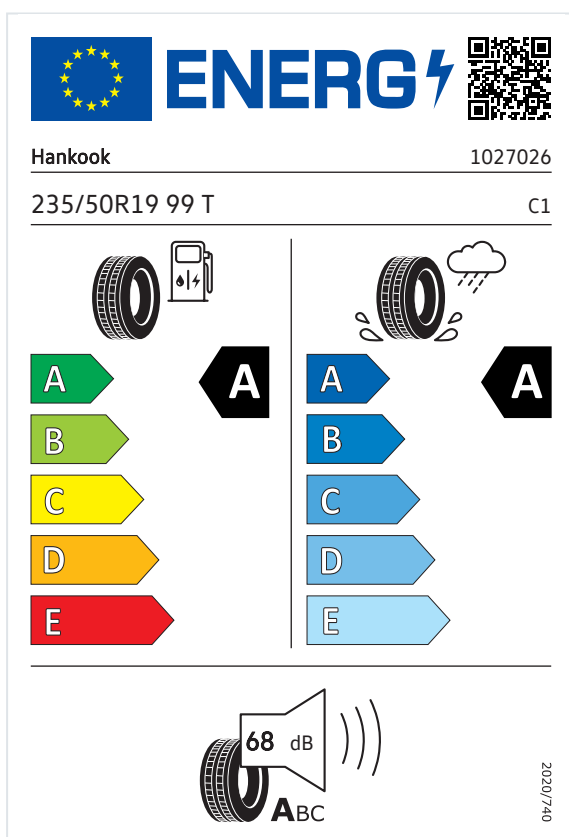 ENERG
Hankook 1027026
235/50R19 99 T C1
A A A A
B B
C C
D D
E E
68 dB
ABC
2020/740